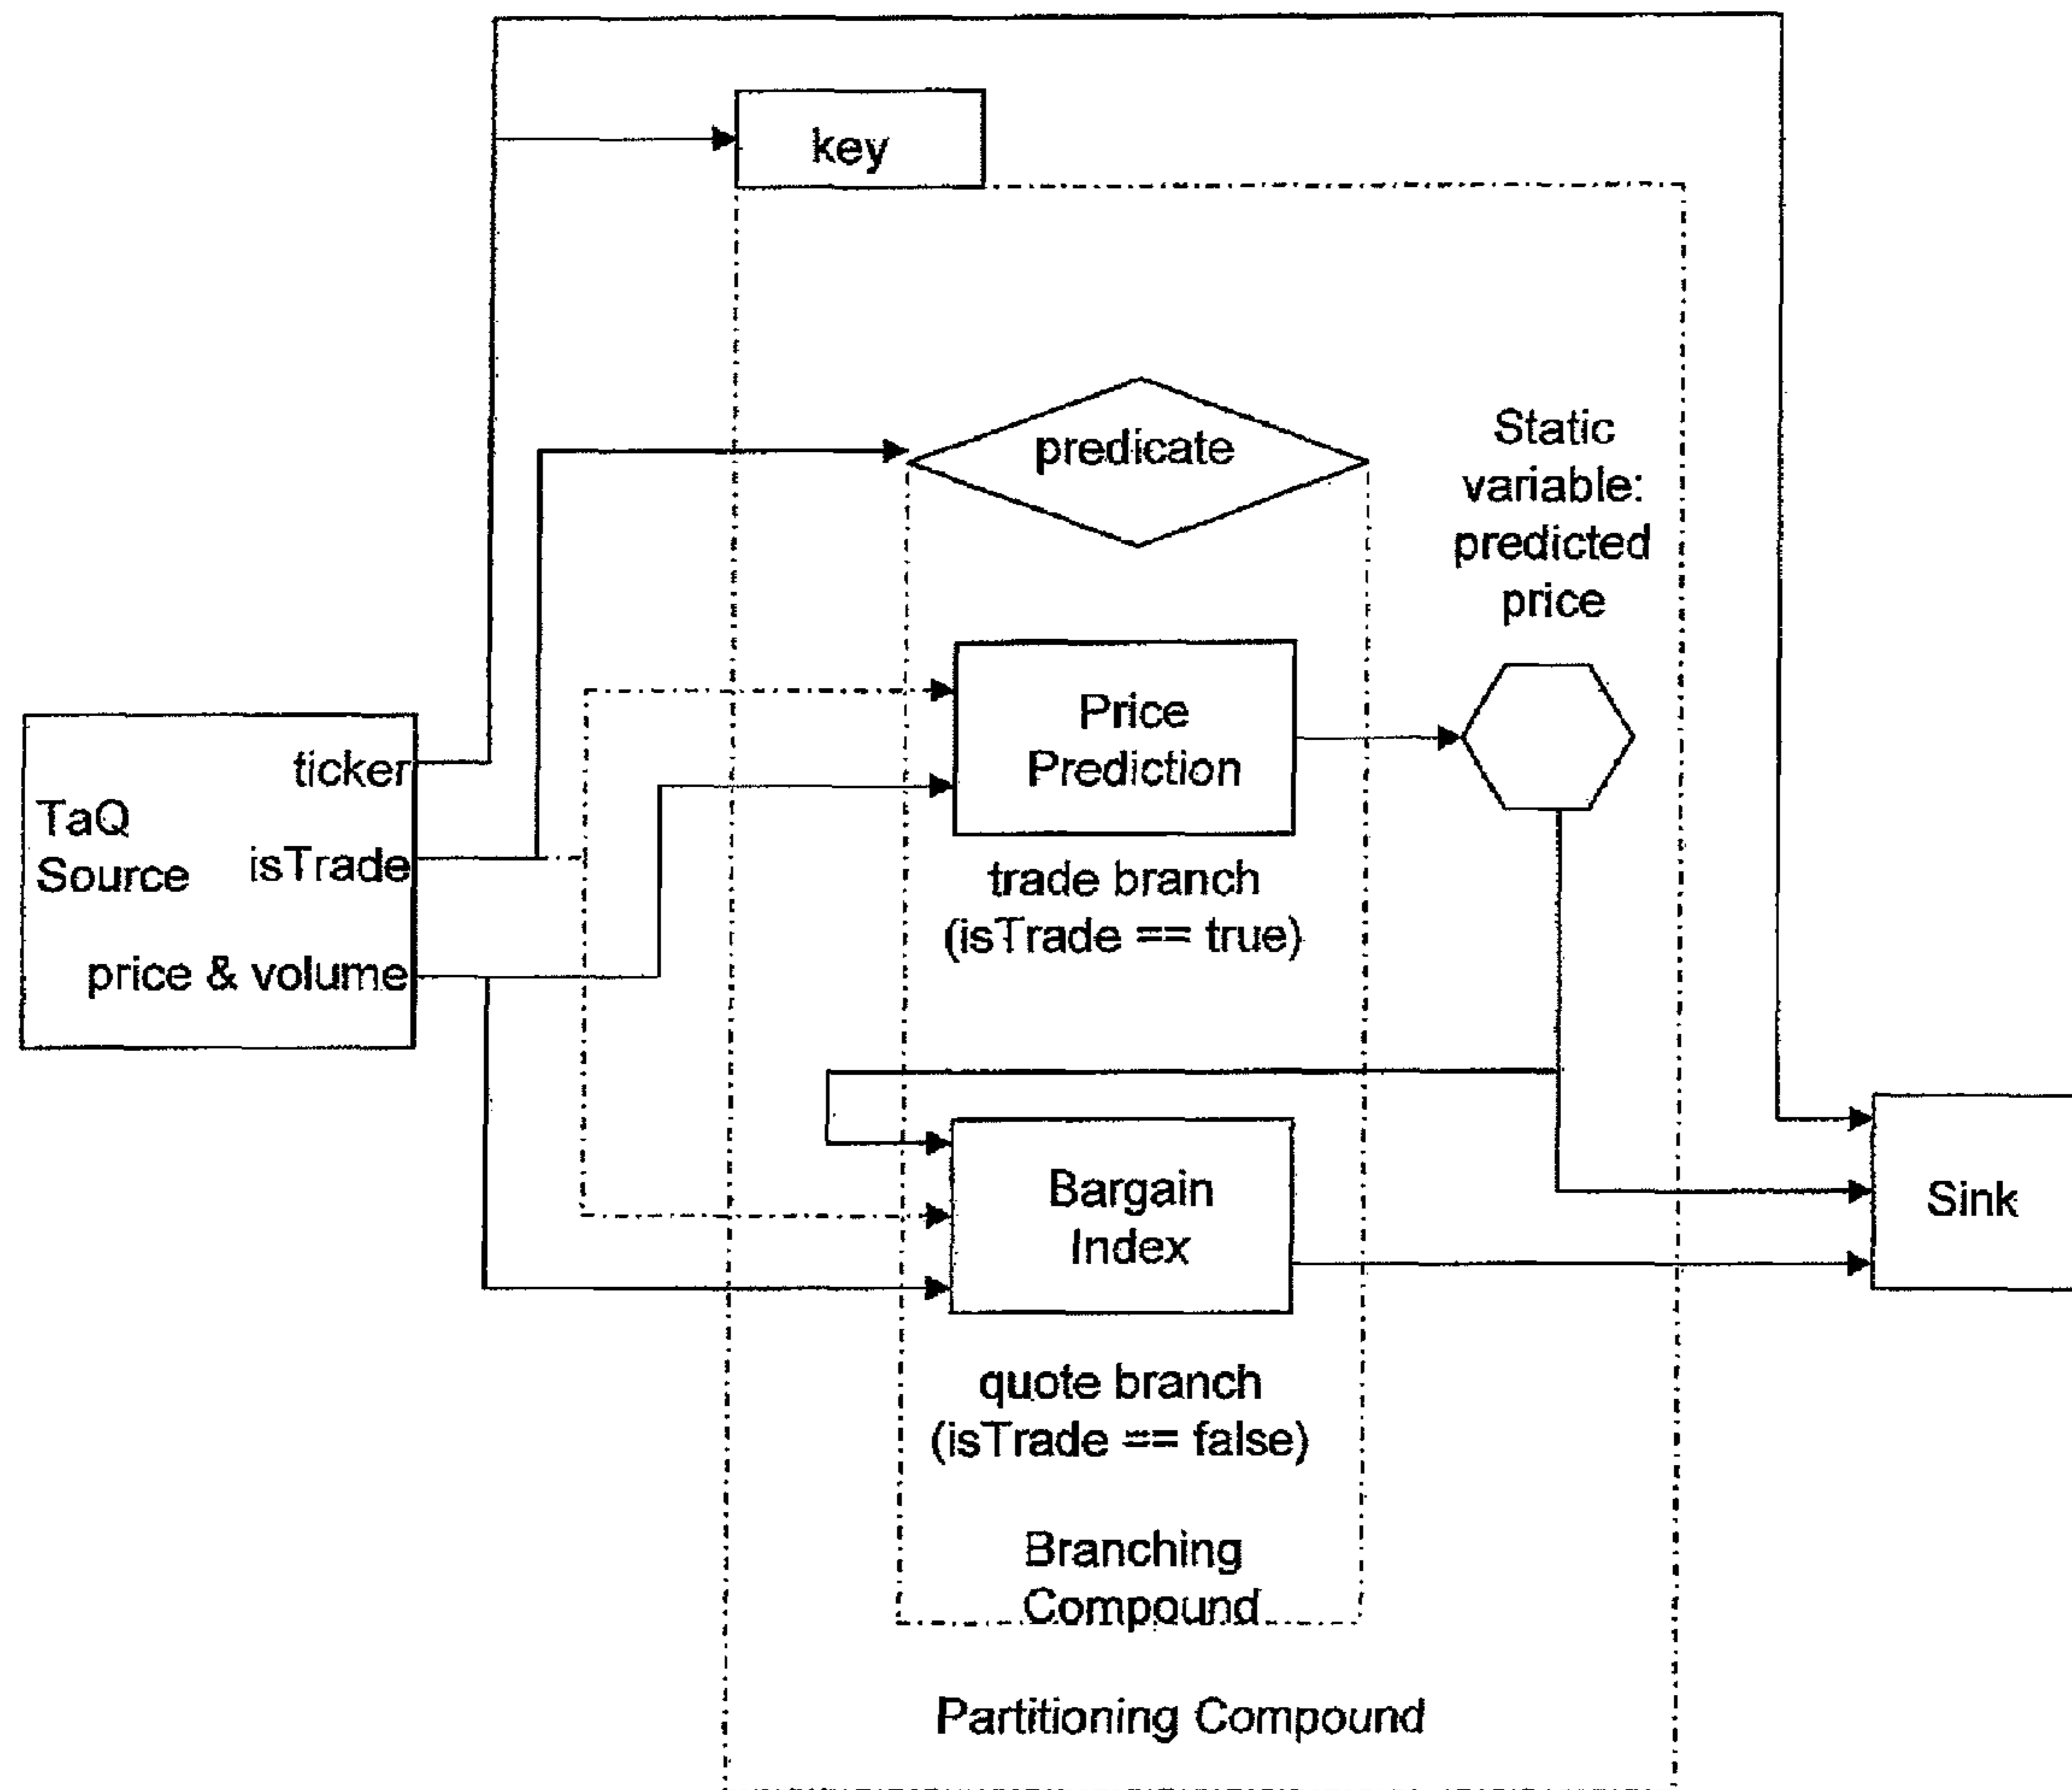 key
predicate
Static
variable:
predicted
price
Price
Prediction
ticker
TaQ
Source
isTrade
price & volume
trade branch
(isTrade == true)
Bargain
Index
Sink
quote branch
(isTrade == false)
Branching
Compound
Partitioning Compound